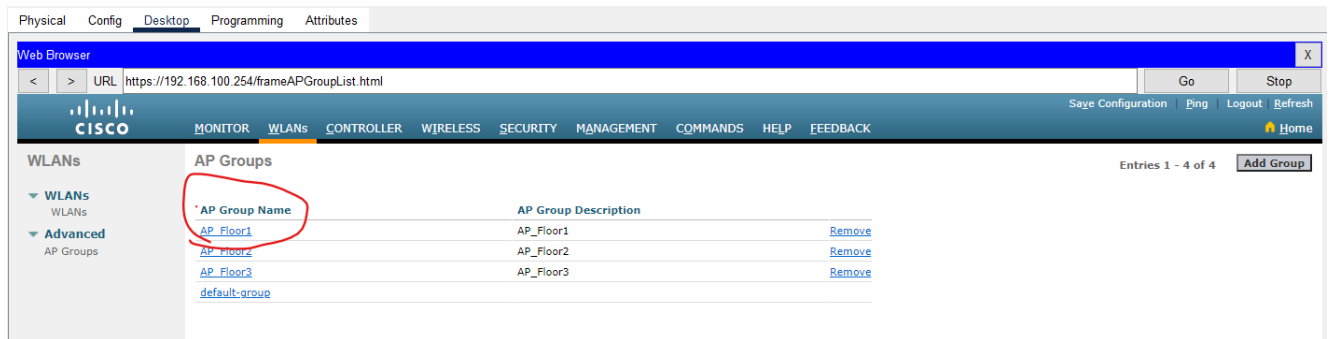 Physical Config Desktop Programming Attributes
Web Browser X
< > URL https://192.168.100.254/frameAPGroupList.html Go Stop
Save Configuration | Ping | Logout | Refresh
CISCO MONITOR WLANs CONTROLLER WIRELESS SECURITY MANAGEMENT COMMANDS HELP FEEDBACK Home
WLANs AP Groups Entries 1 - 4 of 4 Add Group
WLANs
WLANs AP Group Name AP Group Description
Advanced AP_Floor1 AP_Floor1 Remove
AP Groups AP_Floor2 AP_Floor2 Remove
AP_Floor3 AP_Floor3 Remove
default-group